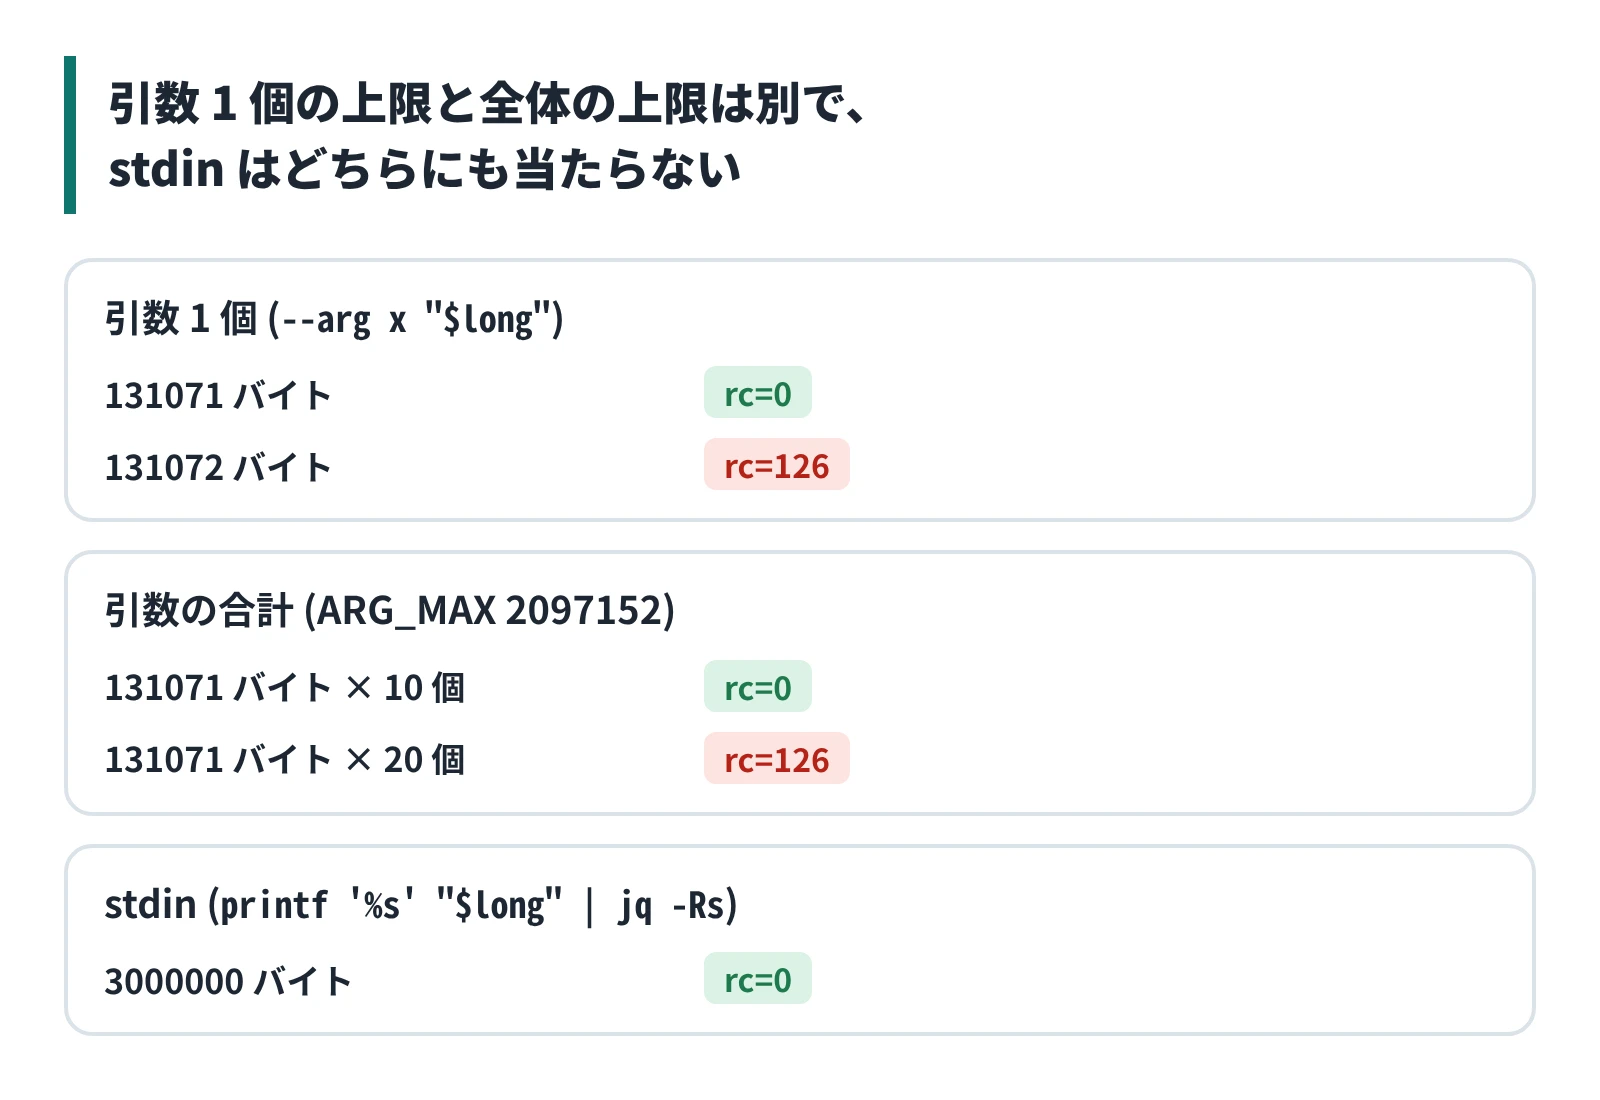 引数 1 個の上限と全体の上限は別で、
stdin はどちらにも当たらない
引数 1 個 (--arg x "$long")
131071 バイト rc=0
131072 バイト rc=126
引数の合計 (ARG_MAX 2097152)
131071 バイト × 10 個 rc=0
131071 バイト × 20 個 rc=126
stdin (printf '%s' "$long" | jq -Rs)
3000000 バイト rc=0